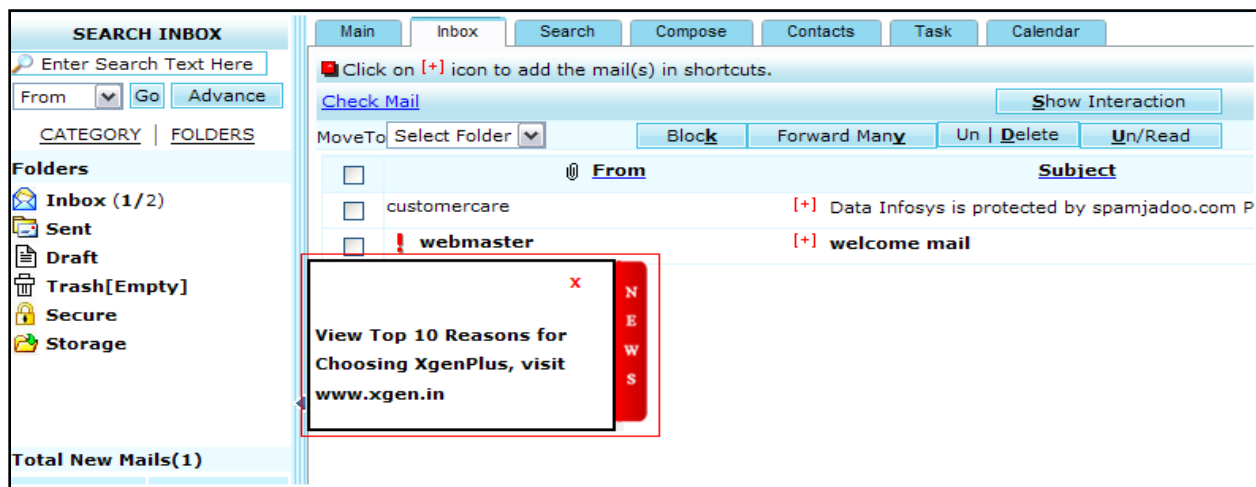 SEARCH INBOX
Enter Search Text Here
From Go Advance
CATEGORY | FOLDERS
Folders
Inbox (1/2)
Sent
Draft
Trash[Empty]
Secure
Storage
Total New Mails(1)
Main Inbox Search Compose Contacts Task Calendar
Click on [+] icon to add the mail(s) in shortcuts.
Check Mail Show Interaction
MoveTo Select Folder Block Forward Many Un | Delete Un/Read
From Subject
customercare [+] Data Infosys is protected by spamjadoo.com P
! webmaster [+] welcome mail
x
View Top 10 Reasons for
Choosing XgenPlus, visit
www.xgen.in
NEWS